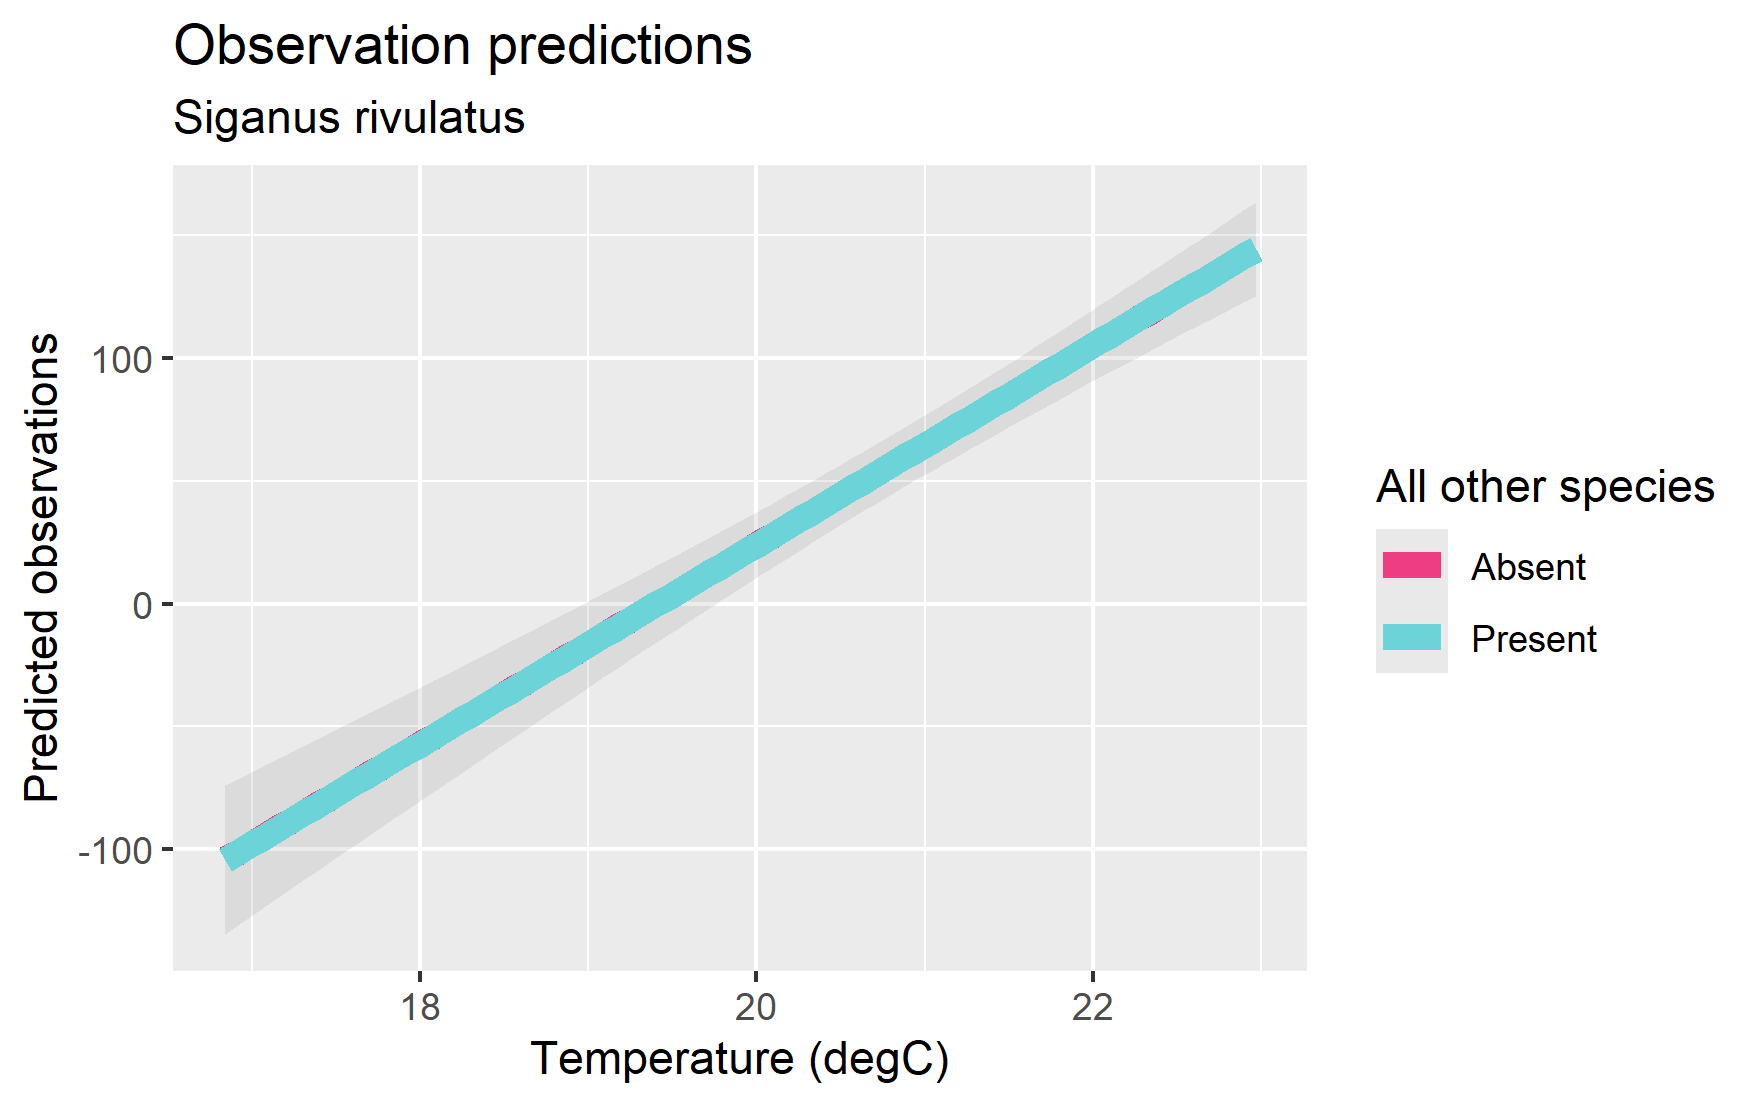 Observation predictions
Siganus rivulatus
Predicted observations
100
0
-100
18
20
22
Temperature (degC)
All other species
Absent
Present